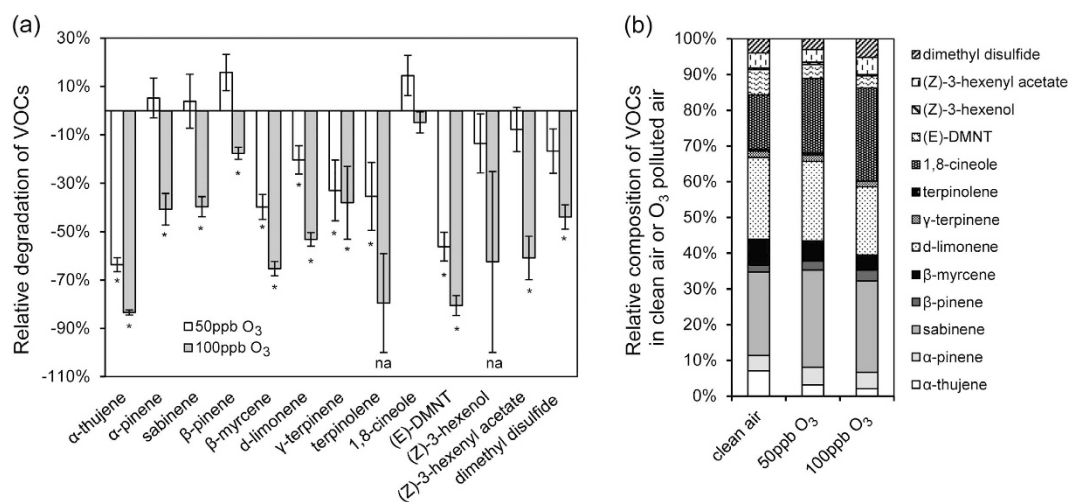 (a)
Relative degradation of VOCs
30%
10%
-10%
-30%
-50%
-70%
-90%
-110%
* * * * * * * * * * * * * * * *
50ppb O₃
100ppb O₃
na
na
α-thujene
α-pinene
sabinene
β-pinene
β-myrcene
d-limonene
γ-terpinene
terpinolene
1,8-cineole
(E)-DMNT
(Z)-3-hexenol
(Z)-3-hexenyl acetate
dimethyl disulfide
(b)
Relative composition of VOCs
in clean air or O₃ polluted air
100%
90%
80%
70%
60%
50%
40%
30%
20%
10%
0%
clean air
50ppb O₃
100ppb O₃
dimethyl disulfide
(Z)-3-hexenyl acetate
(Z)-3-hexenol
(E)-DMNT
1,8-cineole
terpinolene
γ-terpinene
d-limonene
β-myrcene
β-pinene
sabinene
α-pinene
α-thujene